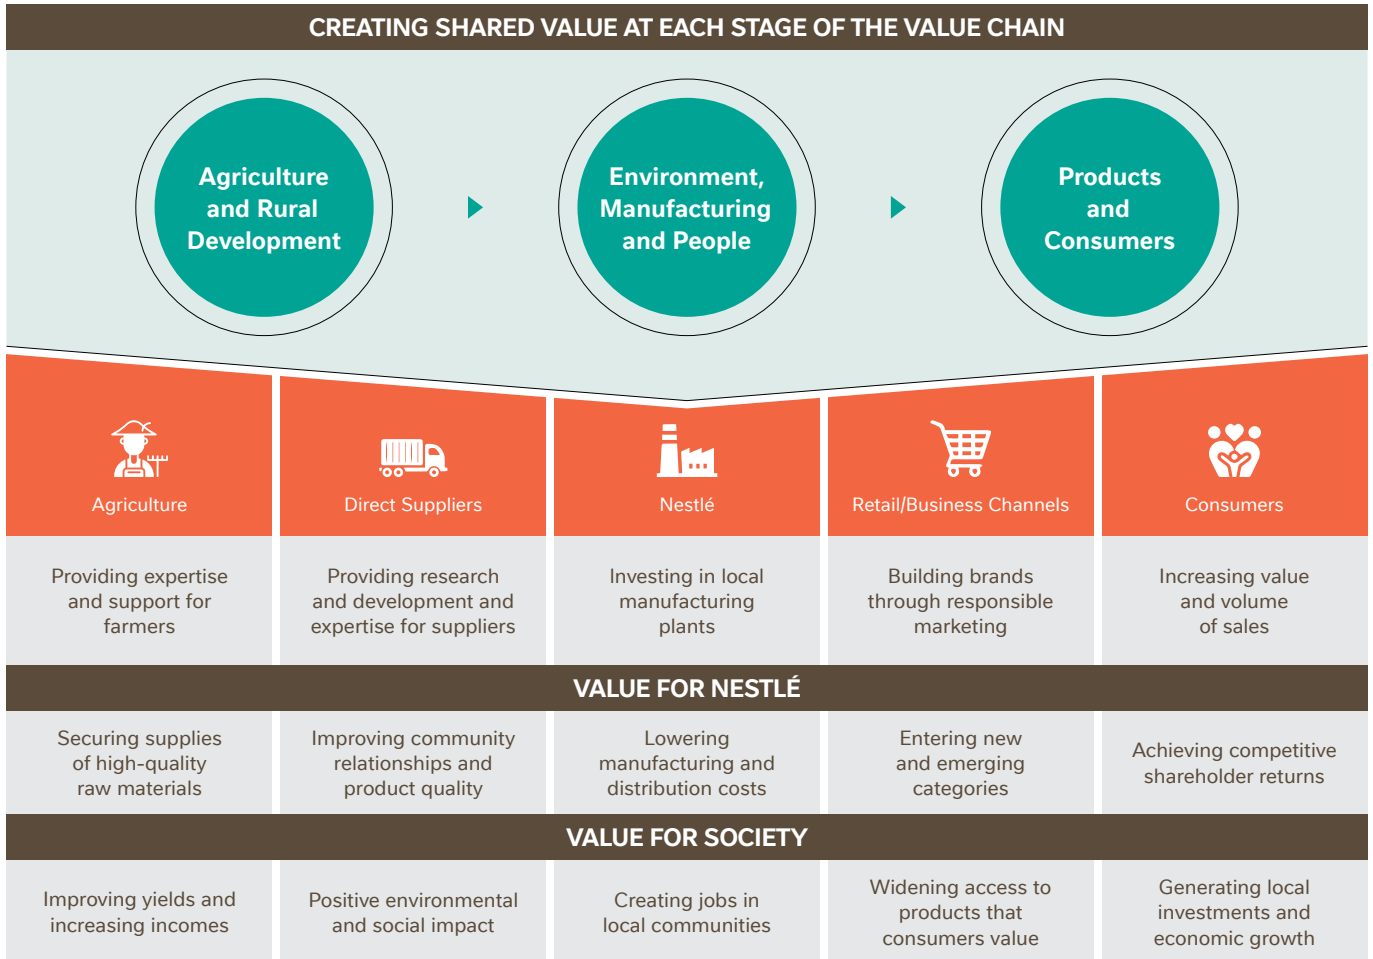 CREATING SHARED VALUE AT EACH STAGE OF THE VALUE CHAIN
Agriculture
and Rural
Development
Environment,
Manufacturing
and People
Products
and
Consumers
Agriculture
Direct Suppliers
Nestlé
Retail/Business Channels
Consumers
Providing expertise
and support for
farmers
Providing research
and development and
expertise for suppliers
Investing in local
manufacturing
plants
Building brands
through responsible
marketing
Increasing value
and volume
of sales
VALUE FOR NESTLÉ
Securing supplies
of high-quality
raw materials
Improving community
relationships and
product quality
Lowering
manufacturing and
distribution costs
Entering new
and emerging
categories
Achieving competitive
shareholder returns
VALUE FOR SOCIETY
Improving yields and
increasing incomes
Positive environmental
and social impact
Creating jobs in
local communities
Widening access to
products that
consumers value
Generating local
investments and
economic growth